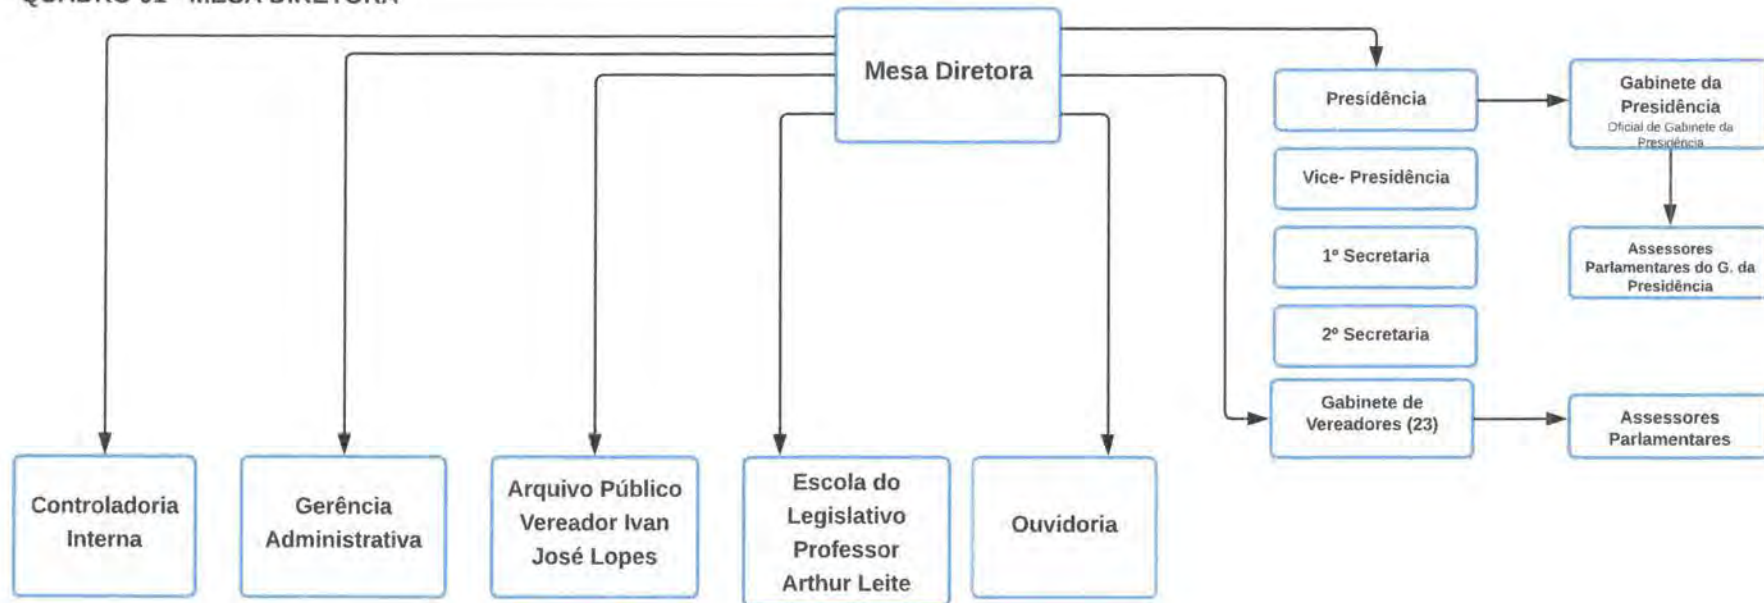 Mesa Diretora
Presidência
Gabinete da
Presidência
Oficial de Gabinete da
Presidência
Vice- Presidência
1º Secretaria
Assessores
Parlamentares do G. da
Presidência
2º Secretaria
Gabinete de
Vereadores (23)
Assessores
Parlamentares
Controladoria
Interna
Gerência
Administrativa
Arquivo Público
Vereador Ivan
José Lopes
Escola do
Legislativo
Professor
Arthur Leite
Ouvidoria